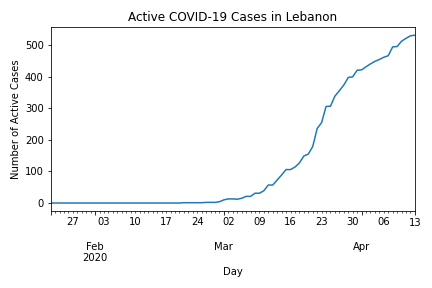 Active COVID-19 Cases in Lebanon
Number of Active Cases
500
400
300
200
100
0
27 03 10 17 24 02 09 16 23 30 06 13
Feb Mar Apr
2020
Day